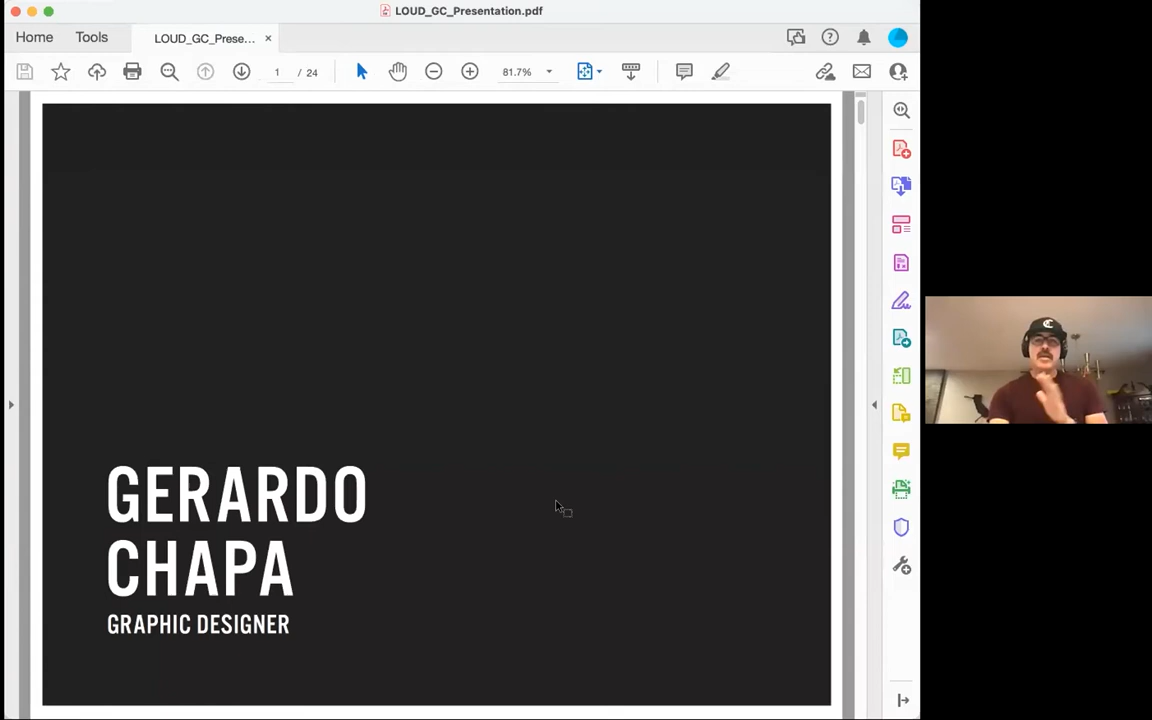 LOUD_GC_Presentation.pdf
Home Tools LOUD_GC_Prese... ×
1 / 24 81.7%
GERARDO
CHAPA
GRAPHIC DESIGNER